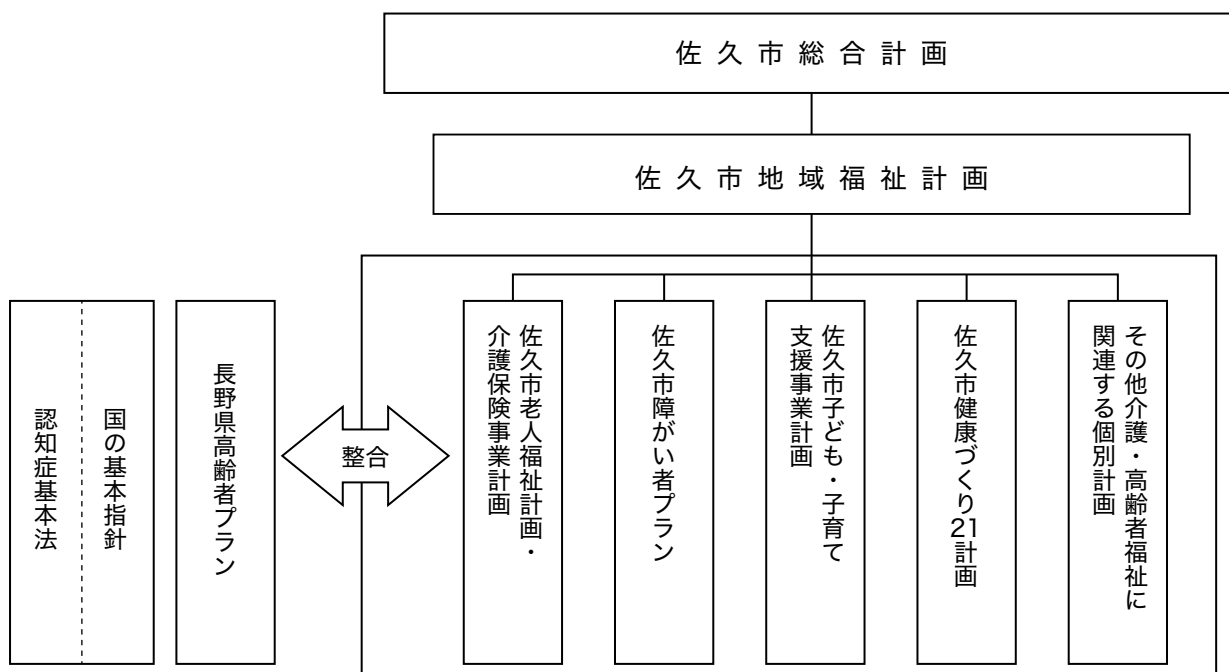 佐久市総合計画
佐久市地域福祉計画
認知症基本法
国の基本指針
長野県高齢者プラン
整合
佐久市老人福祉計画・
介護保険事業計画
佐久市障がい者プラン
佐久市子ども・子育て
支援事業計画
佐久市健康づくり21計画
その他介護・高齢者福祉に
関連する個別計画